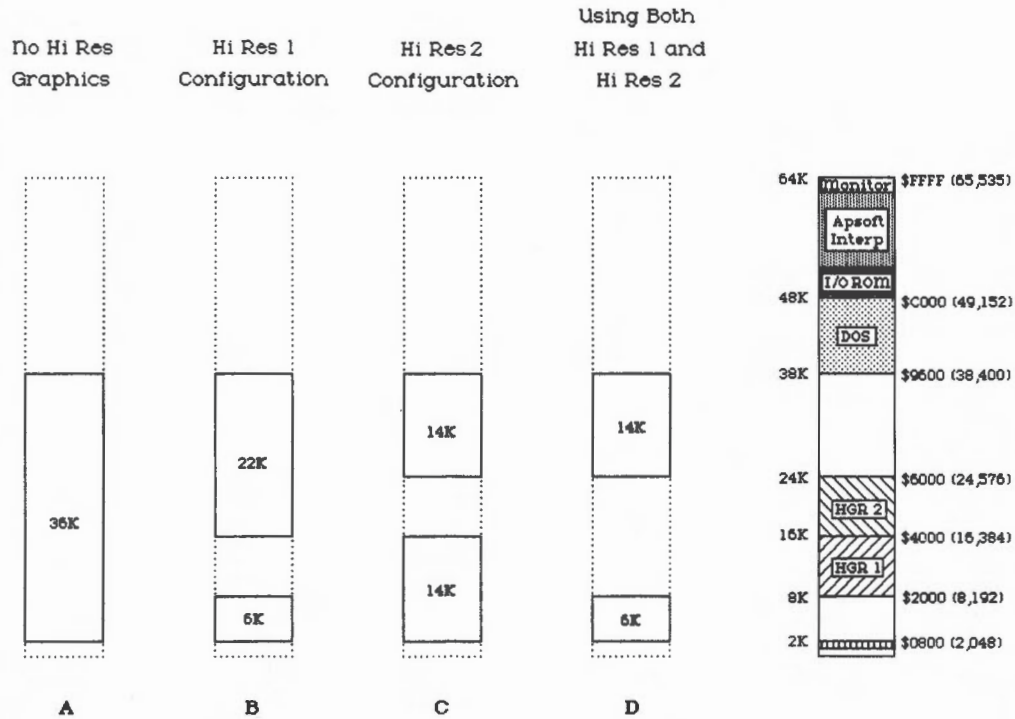 No Hi Res
Graphics
Hi Res 1
Configuration
Hi Res 2
Configuration
Using Both
Hi Res 1 and
Hi Res 2
36K
A
22K
6K
B
14K
14K
C
14K
6K
D
64K
Monitor
$FFFF (65,535)
Apsoft
Interp
I/O ROM
48K
$C000 (49,152)
DOS
38K
$9600 (38,400)
24K
$6000 (24,576)
HGR 2
16K
$4000 (16,384)
HGR 1
8K
$2000 (8,192)
2K
$0800 (2,048)